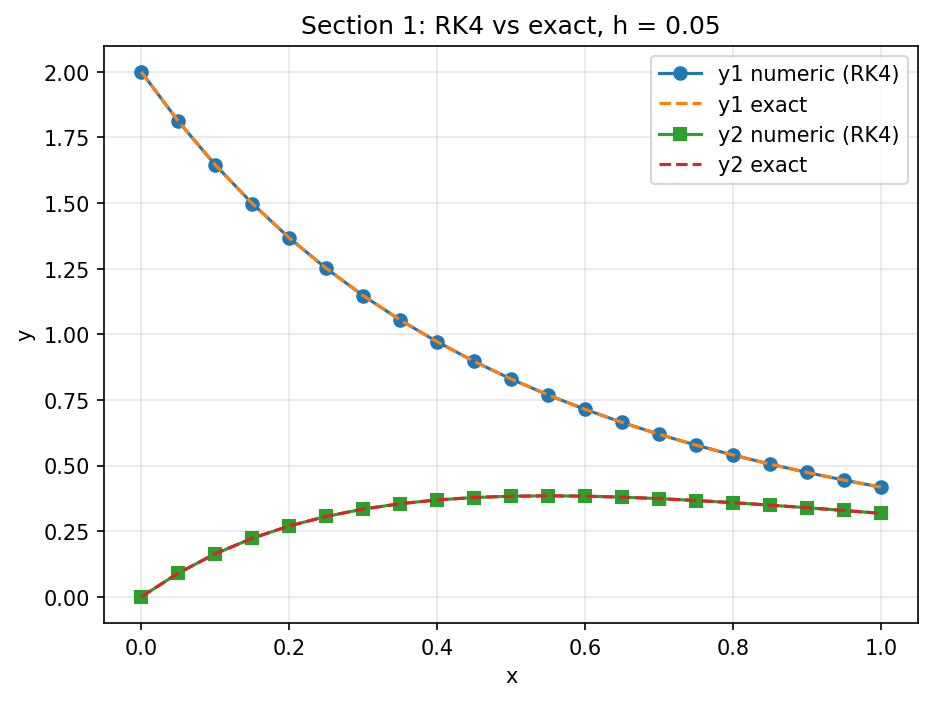 Section 1: RK4 vs exact, h = 0.05
y1 numeric (RK4)
y1 exact
y2 numeric (RK4)
y2 exact
2.00
1.75
1.50
1.25
1.00
0.75
0.50
0.25
0.00
y
0.0 0.2 0.4 0.6 0.8 1.0
x